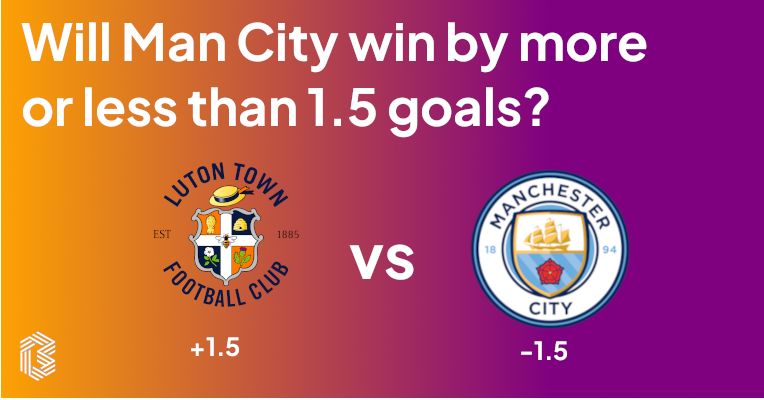 Will Man City win by more
or less than 1.5 goals?
LUTON TOWN
EST 1885
FOOTBALL CLUB
+1.5
vs
MANCHESTER
18 94
CITY
-1.5